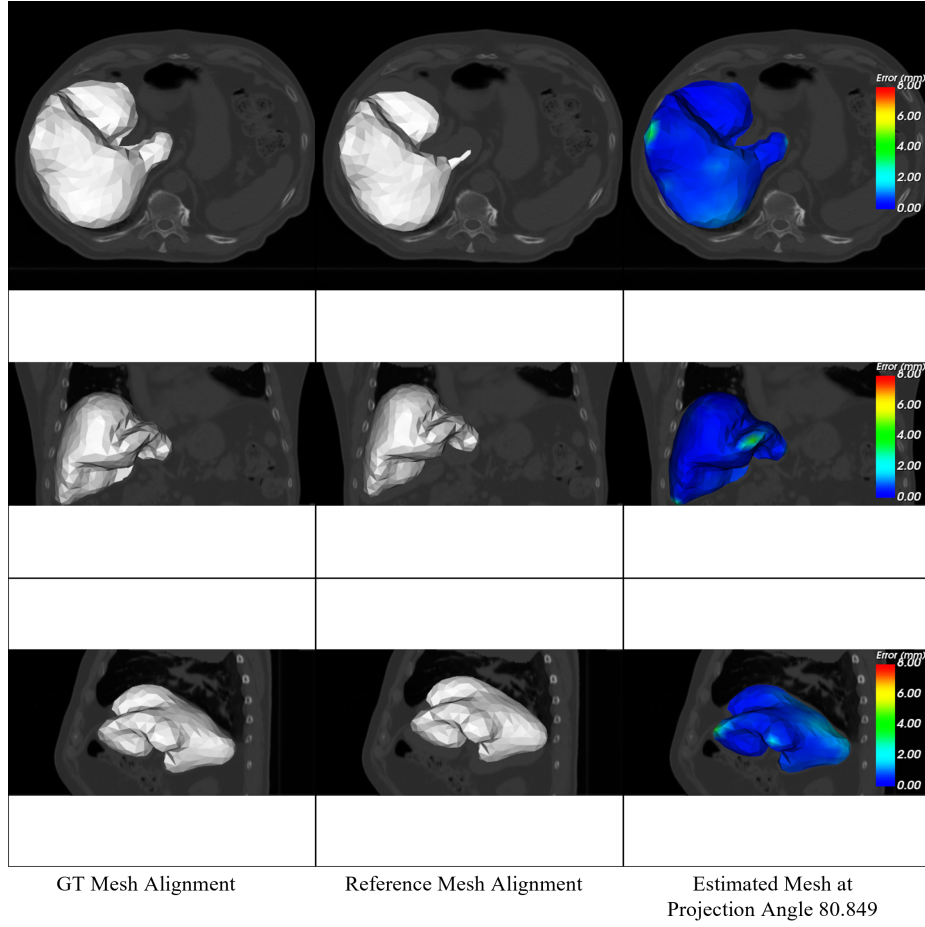 Error (mm)
8.00
6.00
4.00
2.00
0.00
Error (mm)
8.00
6.00
4.00
2.00
0.00
Error (mm)
8.00
6.00
4.00
2.00
0.00
GT Mesh Alignment
Reference Mesh Alignment
Estimated Mesh at
Projection Angle 80.849